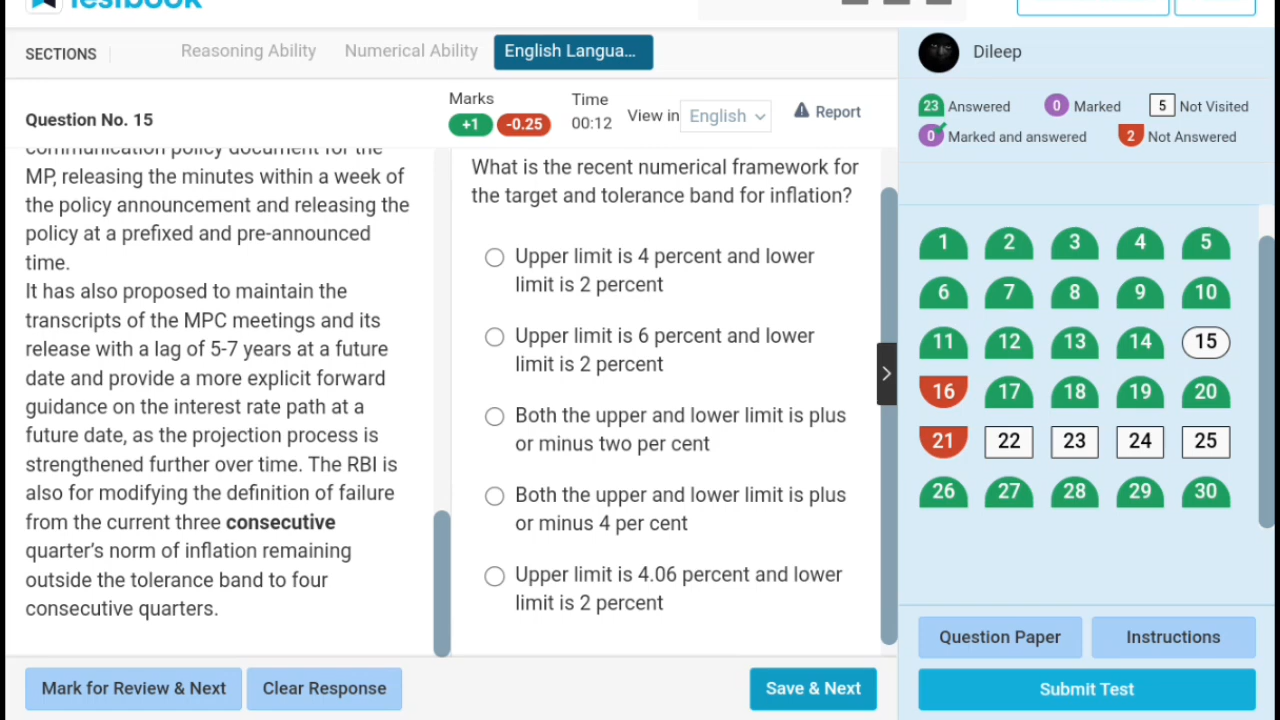 Testbook
SECTIONS
Reasoning Ability
Numerical Ability
English Langua...
Question No. 15
Marks
+1
-0.25
Time
00:12
View in
English
Report
communication policy document for the
MP, releasing the minutes within a week of
the policy announcement and releasing the
policy at a prefixed and pre-announced
time.
It has also proposed to maintain the
transcripts of the MPC meetings and its
release with a lag of 5-7 years at a future
date and provide a more explicit forward
guidance on the interest rate path at a
future date, as the projection process is
strengthened further over time. The RBI is
also for modifying the definition of failure
from the current three consecutive
quarter's norm of inflation remaining
outside the tolerance band to four
consecutive quarters.
What is the recent numerical framework for
the target and tolerance band for inflation?
Upper limit is 4 percent and lower
limit is 2 percent
Upper limit is 6 percent and lower
limit is 2 percent
Both the upper and lower limit is plus
or minus two per cent
Both the upper and lower limit is plus
or minus 4 per cent
Upper limit is 4.06 percent and lower
limit is 2 percent
Mark for Review & Next
Clear Response
Save & Next
Dileep
23 Answered
0 Marked
5 Not Visited
0 Marked and answered
2 Not Answered
1 2 3 4 5
6 7 8 9 10
11 12 13 14 15
16 17 18 19 20
21 22 23 24 25
26 27 28 29 30
Question Paper
Instructions
Submit Test